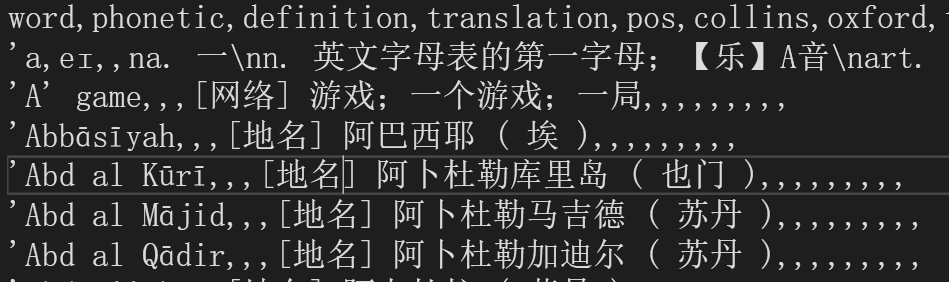 word,phonetic,definition,translation,pos,collins,oxford,
'a,eɪ,,na. 一\nn. 英文字母表的第一字母；【乐】A音\nart.
'A' game,,,[网络] 游戏；一个游戏；一局,,,,,,,,,
'Abbāsīyah,,,[地名] 阿巴西耶 ( 埃 ),,,,,,,,,
'Abd al Kūrī,,,[地名] 阿卜杜勒库里岛 ( 也门 ),,,,,,,,,
'Abd al Mājid,,,[地名] 阿卜杜勒马吉德 ( 苏丹 ),,,,,,,,,
'Abd al Qādir,,,[地名] 阿卜杜勒加迪尔 ( 苏丹 ),,,,,,,,,